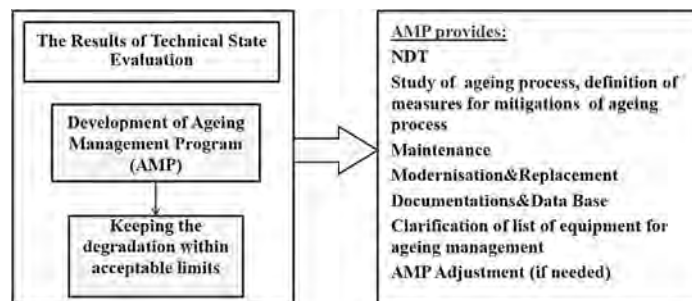 The Results of Technical State
Evaluation
Development of Ageing
Management Program
(AMP)
Keeping the
degradation within
acceptable limits
AMP provides:
NDT
Study of ageing process, definition of
measures for mitigations of ageing
process
Maintenance
Modernisation&Replacement
Documentations&Data Base
Clarification of list of equipment for
ageing management
AMP Adjustment (if needed)